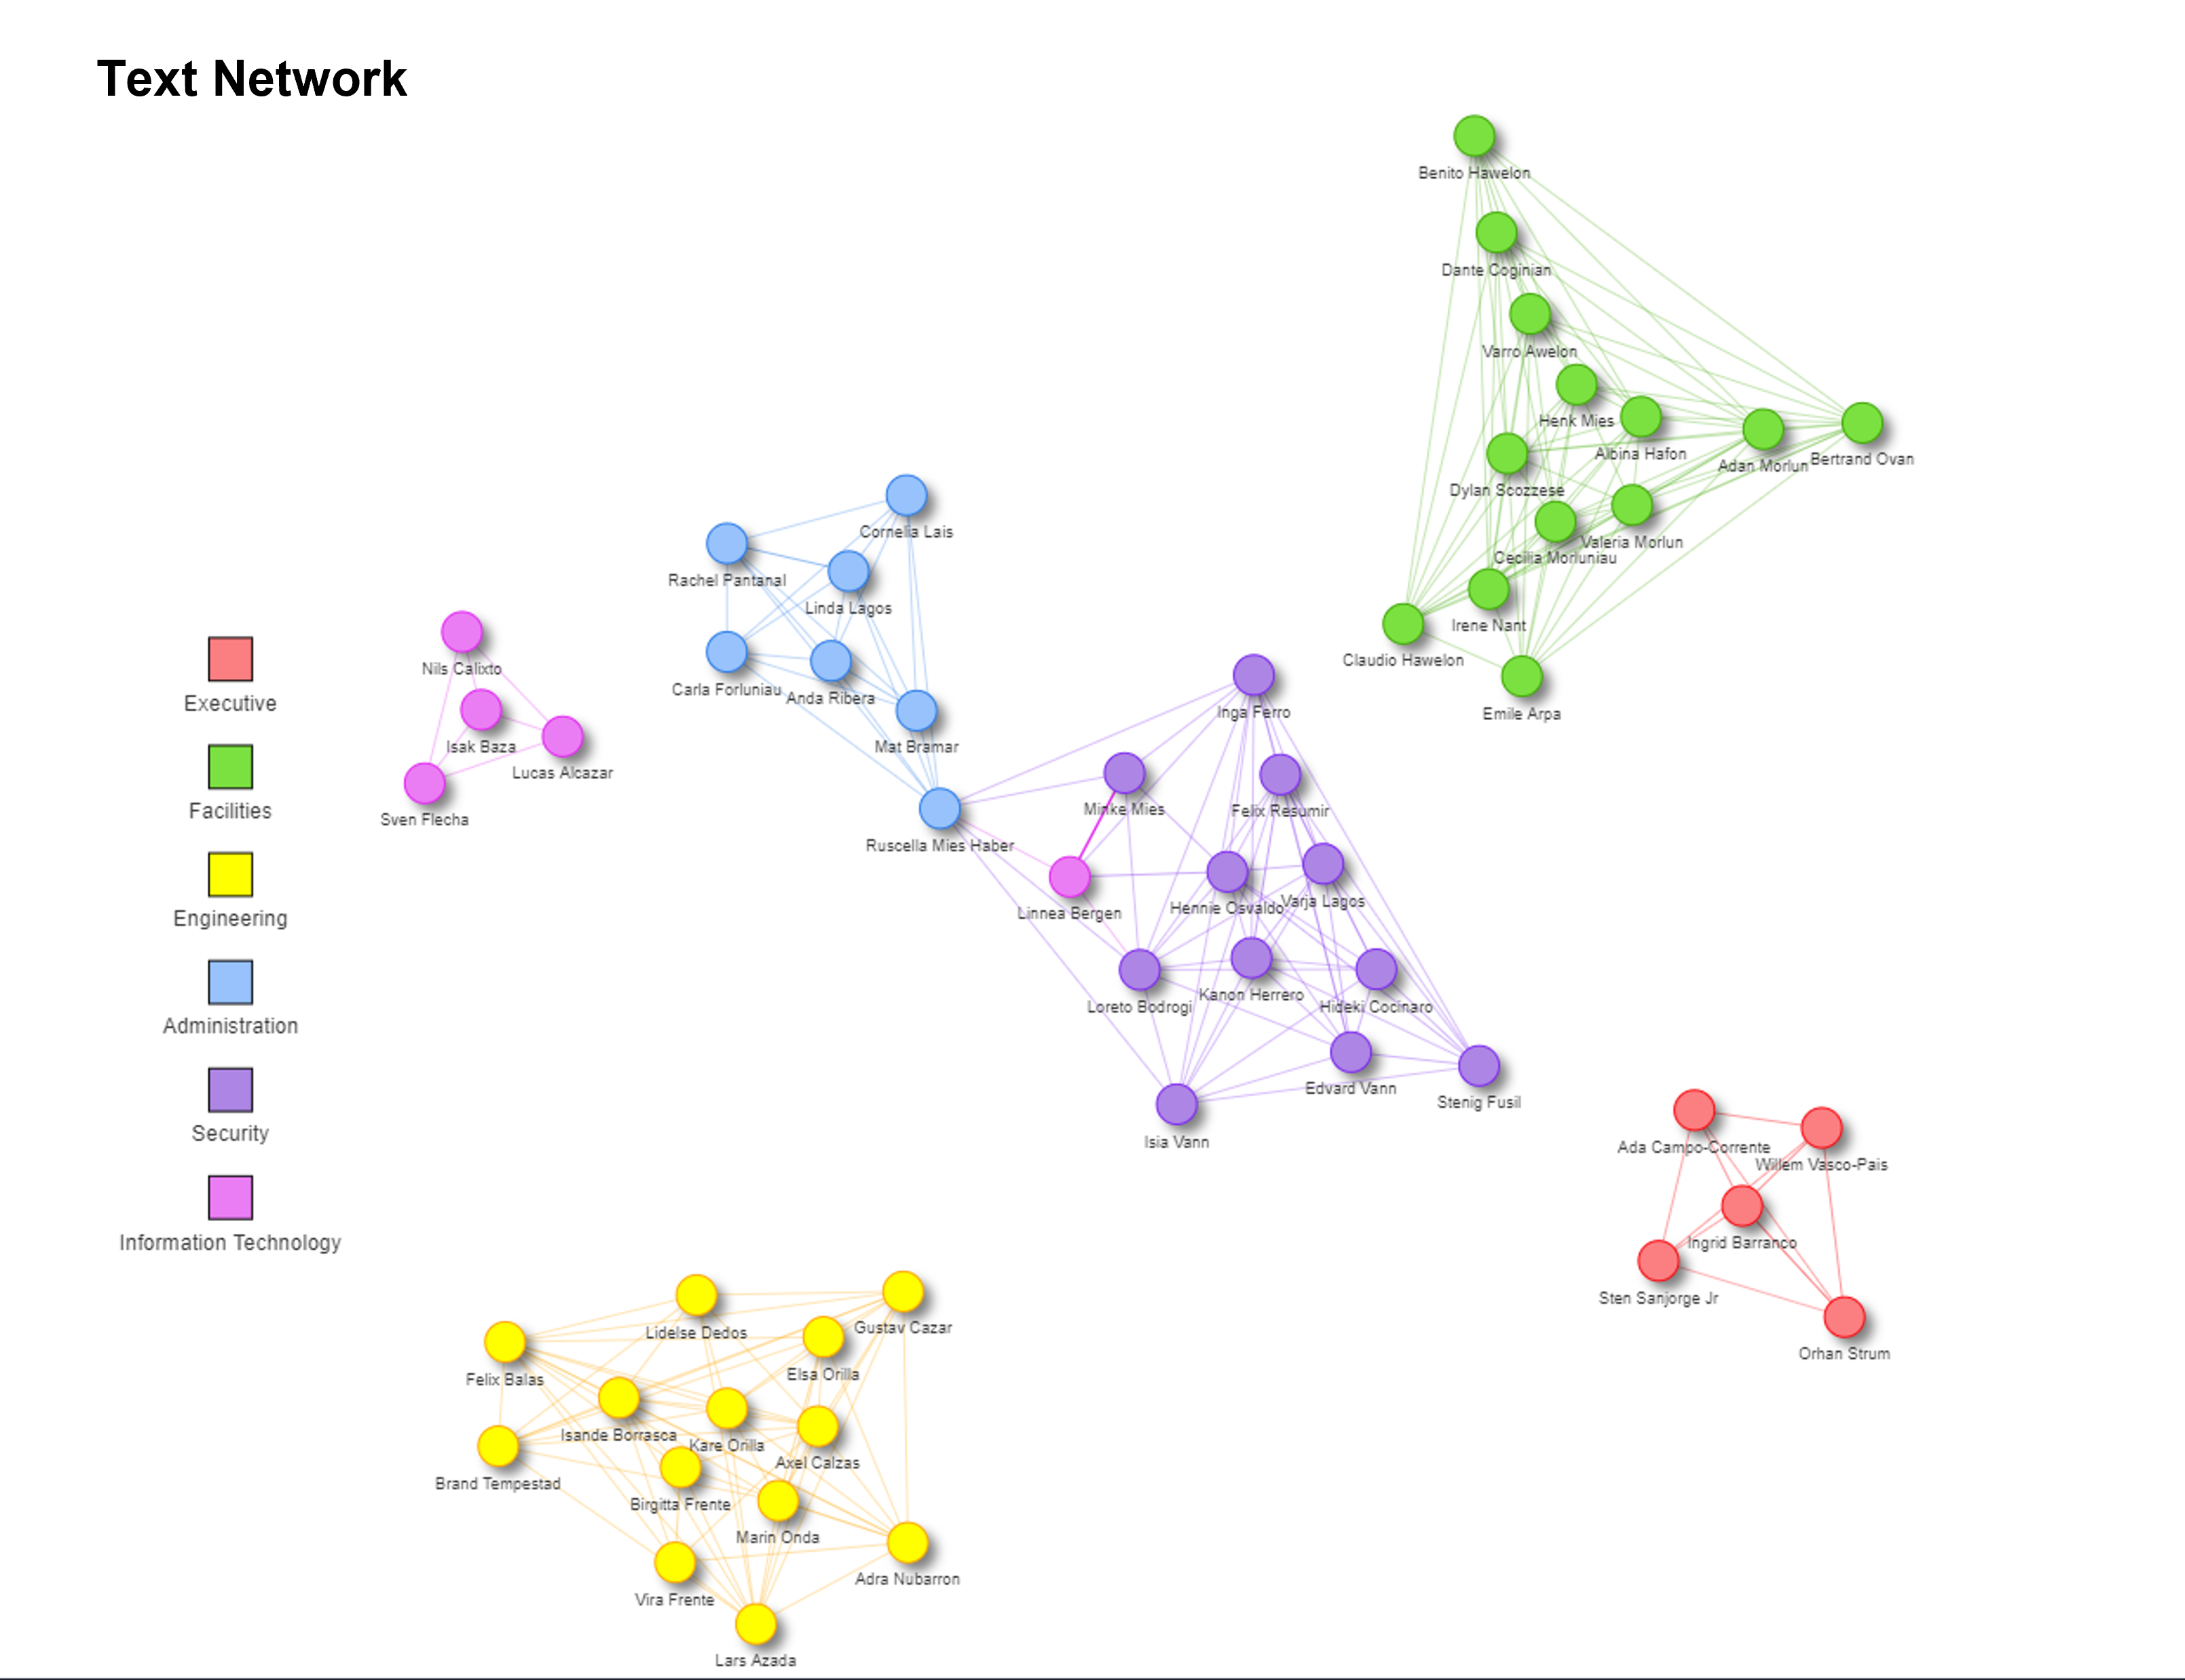 Text Network
Benito Hawelon
Dante Coginian
Varro Awelon
Henk Mies
Albina Hafon
Adan Morlun
Bertrand Ovan
Dylan Scozzese
Valeria Morlun
Cecilia Morluniau
Irene Nant
Claudio Hawelon
Emile Arpa
Cornelia Lais
Rachel Pantanal
Linda Lagos
Carla Forluniau
Anda Ribera
Mat Bramar
Ruscella Mies Haber
Nils Calixto
Isak Baza
Lucas Alcazar
Sven Flecha
Executive
Facilities
Engineering
Administration
Security
Information Technology
Inga Ferro
Minke Mies
Felix Resumir
Linnea Bergen
Hennie Osvaldo
Varja Lagos
Loreto Bodrogi
Kanon Herrero
Hideki Cocinaro
Edvard Vann
Stenig Fusil
Isia Vann
Ada Campo-Corrente
Willem Vasco-Pais
Ingrid Barranco
Sten Sanjorge Jr
Orhan Strum
Lidelse Dedos
Gustav Cazar
Elsa Orilla
Felix Balas
Isande Borrasca
Kare Orilla
Axel Calzas
Brand Tempestad
Birgitta Frente
Marin Onda
Adra Nubarron
Vira Frente
Lars Azada